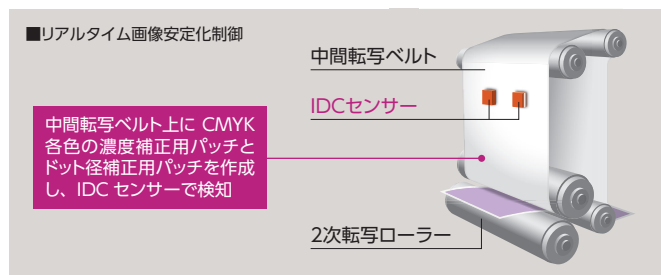 ■リアルタイム画像安定化制御
中間転写ベルト
IDCセンサー
中間転写ベルト上に CMYK
各色の濃度補正用パッチと
ドット径補正用パッチを作成
し、IDC センサーで検知
2次転写ローラー